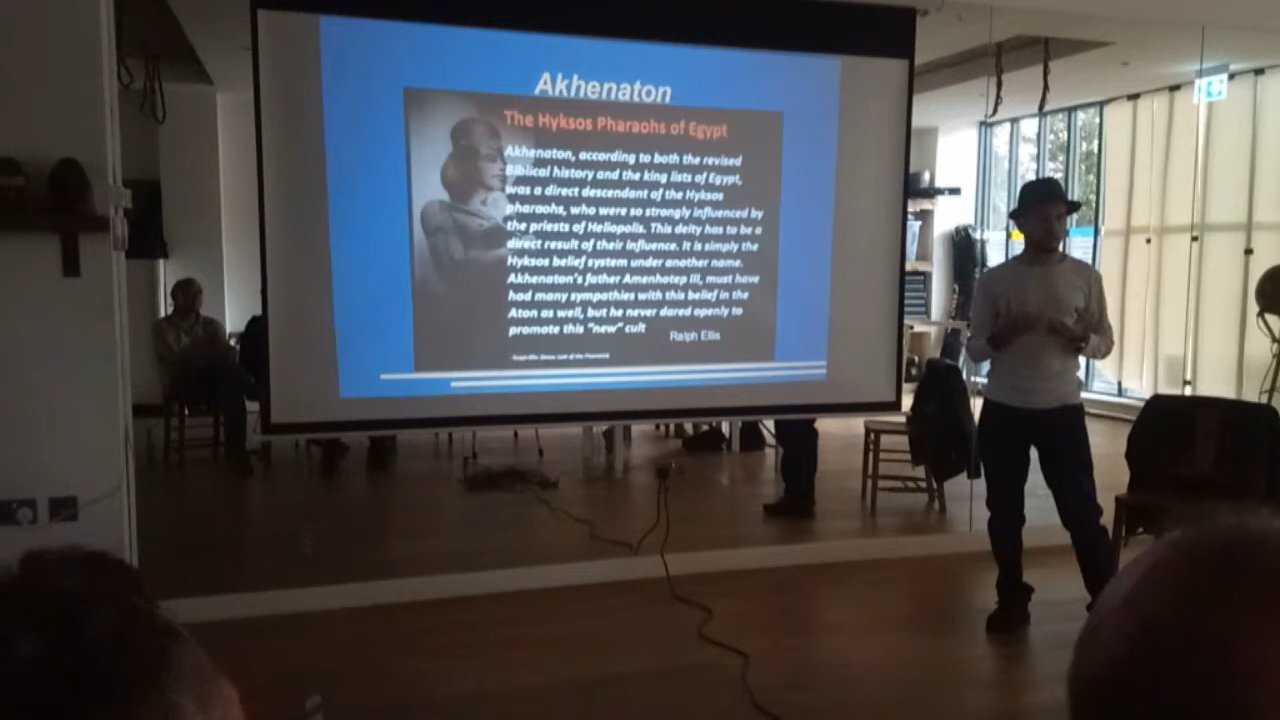 Akhenaton
The Hyksos Pharaohs of Egypt
Akhenaton, according to both the revised
Biblical history and the king lists of Egypt,
was a direct descendant of the Hyksos
pharaohs, who were so strongly influenced by
the priests of Heliopolis. This deity has to be a
direct result of their influence. It is simply the
Hyksos belief system under another name.
Akhenaton's father Amenhotep III, must have
had many sympathies with this belief in the
Aton as well, but he never dared openly to
promote this "new" cult
Ralph Ellis